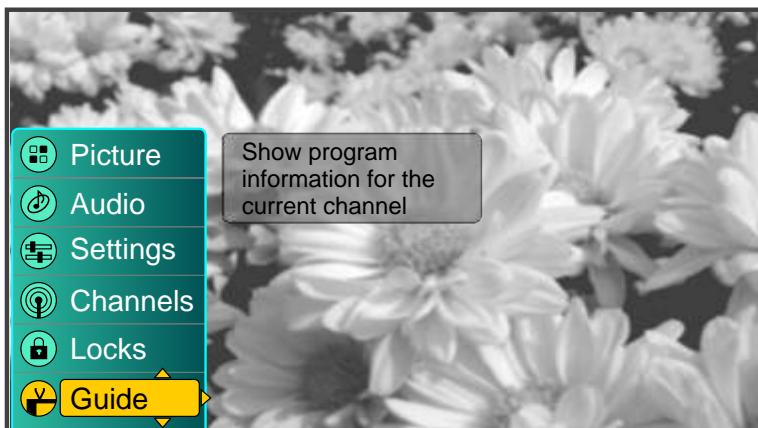 Picture
Show program
information for the
current channel
Audio
Settings
Channels
Locks
Guide